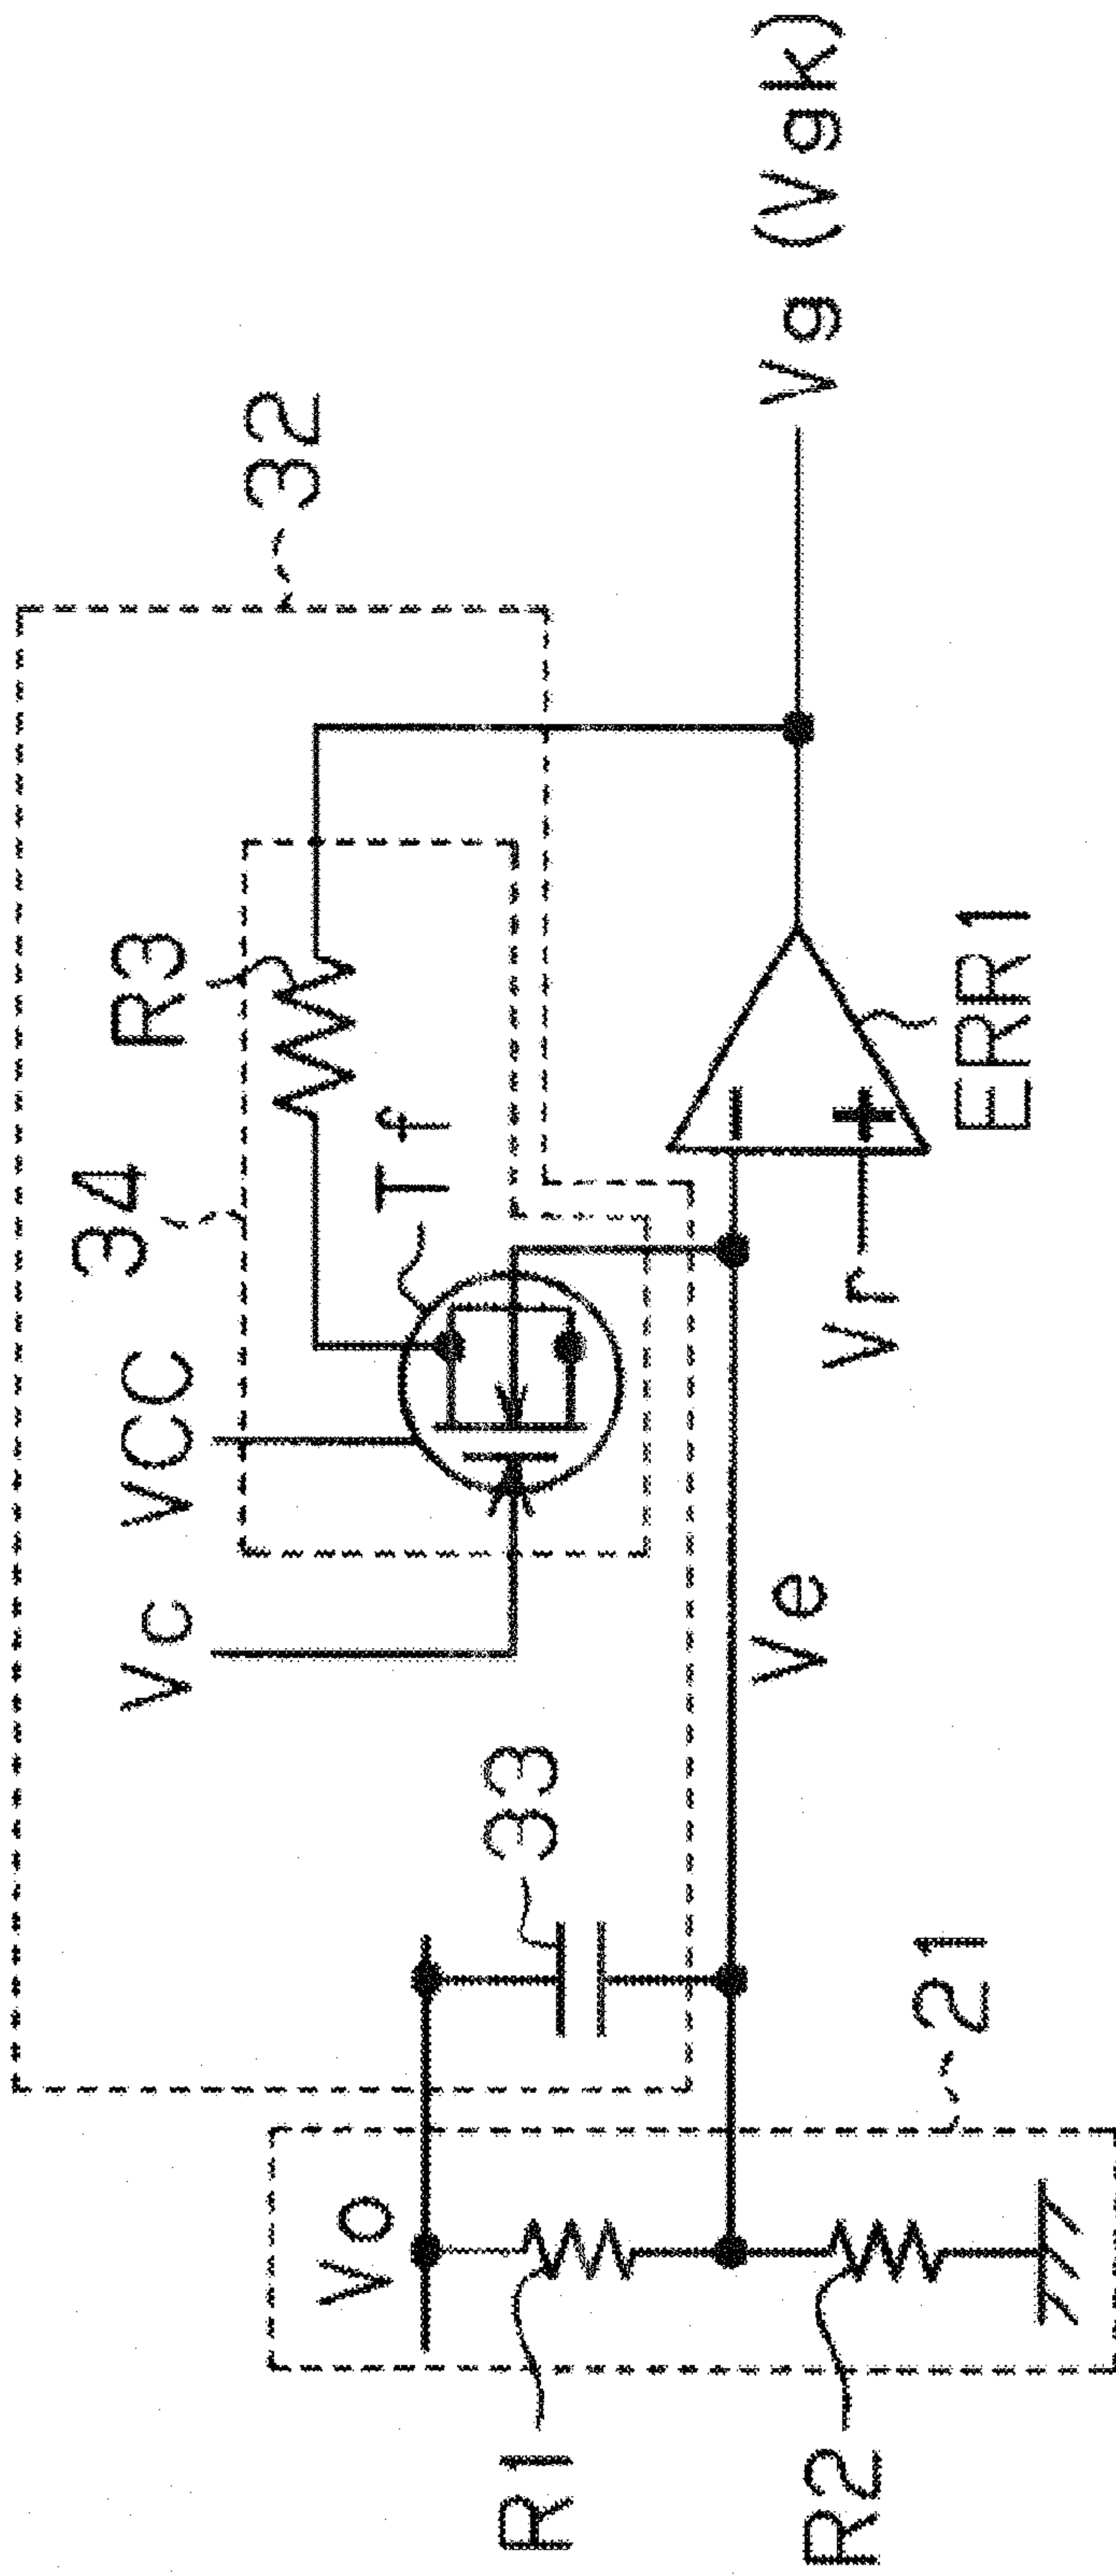 32
34
R3
Vc
VCC
Tf
33
Vo
R1
Ve
Vr
ERR1
Vg (Vgk)
R2
21